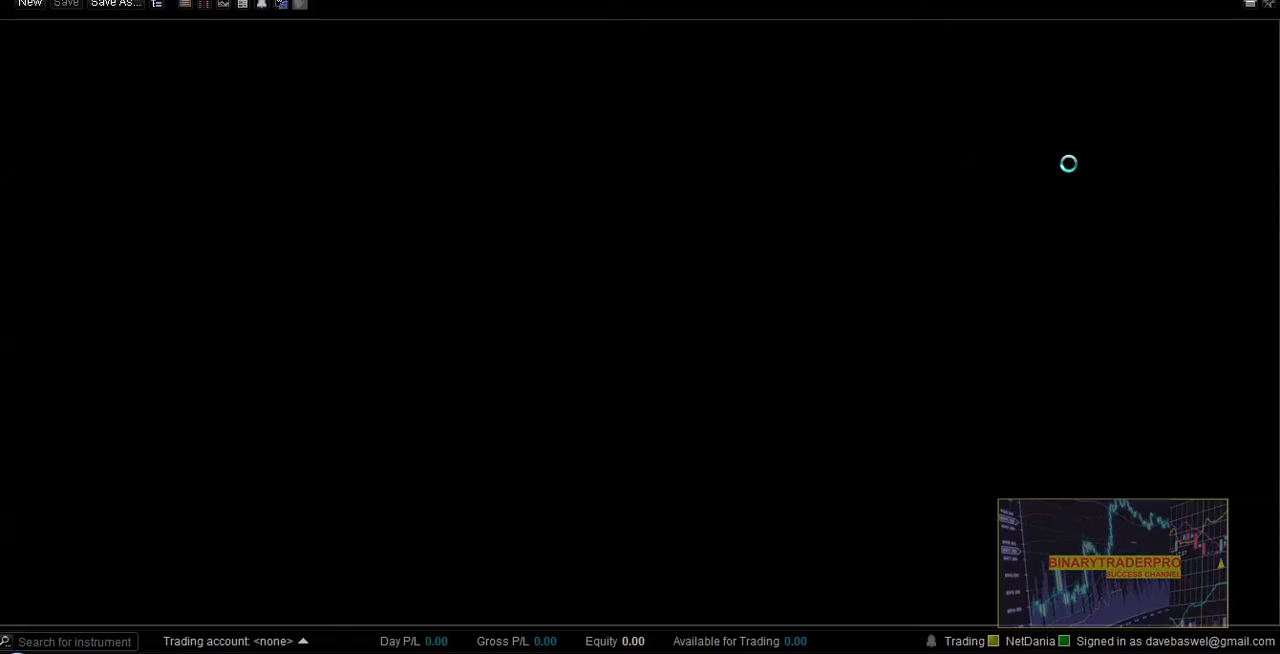 New Save Save As...
BINARYTRADERPRO
SUCCESS CHANNEL
Search for instrument Trading account: <none> Day P/L 0.00 Gross P/L 0.00 Equity 0.00 Available for Trading 0.00 Trading NetDania Signed in as davebaswel@gmail.com